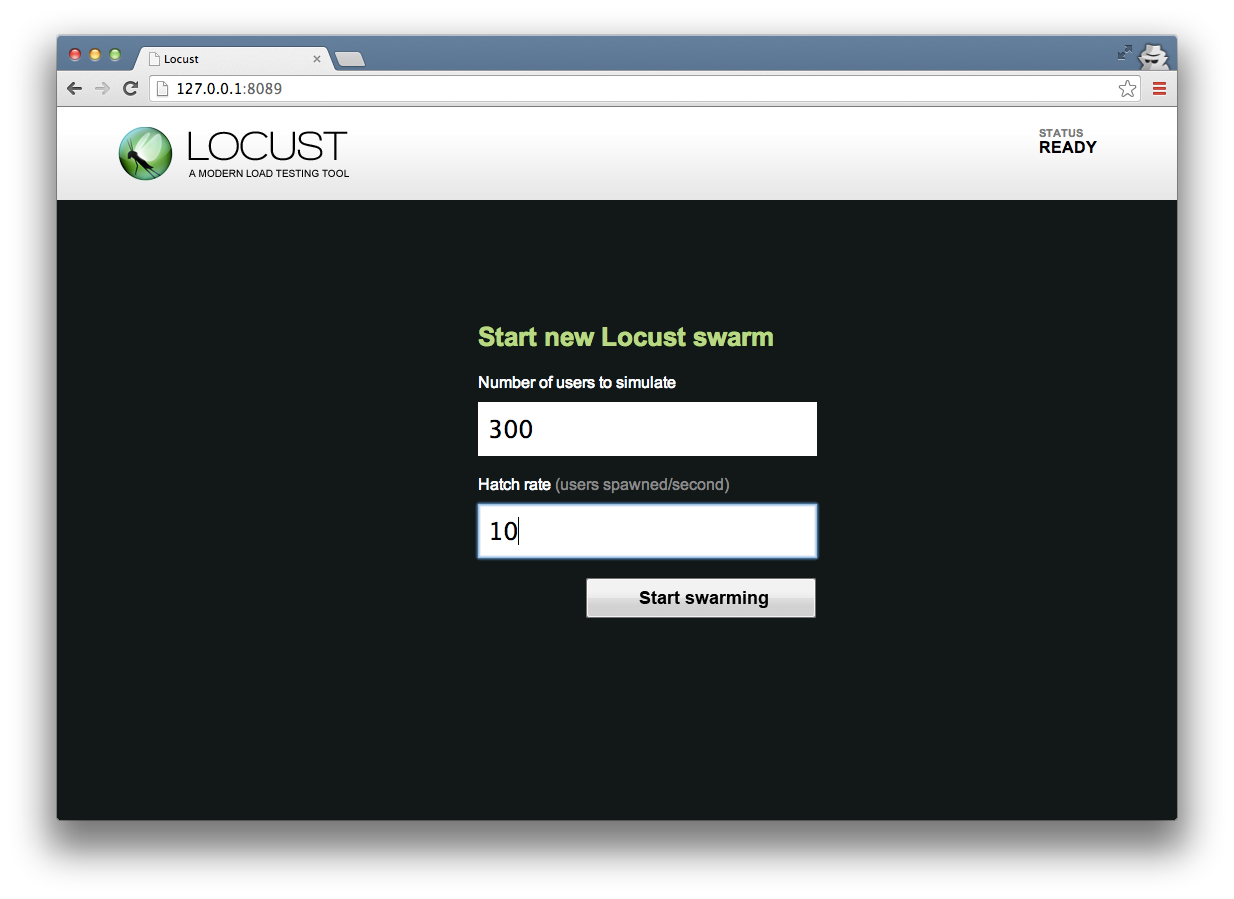 Locust
127.0.0.1:8089
LOCUST
A MODERN LOAD TESTING TOOL
STATUS
READY
Start new Locust swarm
Number of users to simulate
300
Hatch rate (users spawned/second)
10
Start swarming